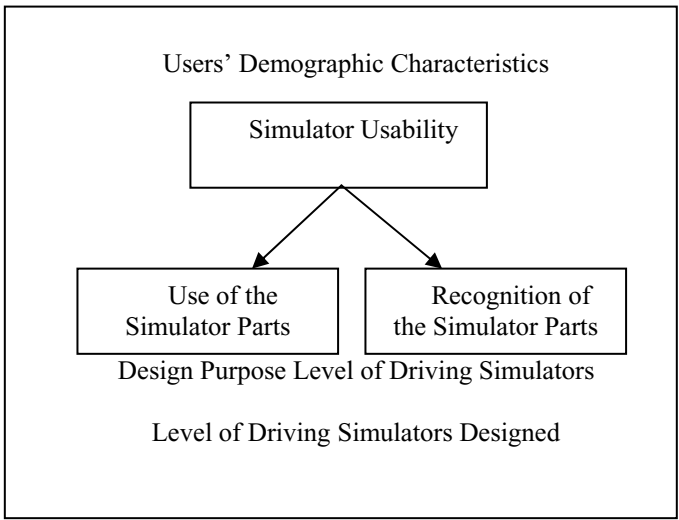 Users’ Demographic Characteristics
Simulator Usability
Use of the
Simulator Parts
Recognition of
the Simulator Parts
Design Purpose Level of Driving Simulators
Level of Driving Simulators Designed